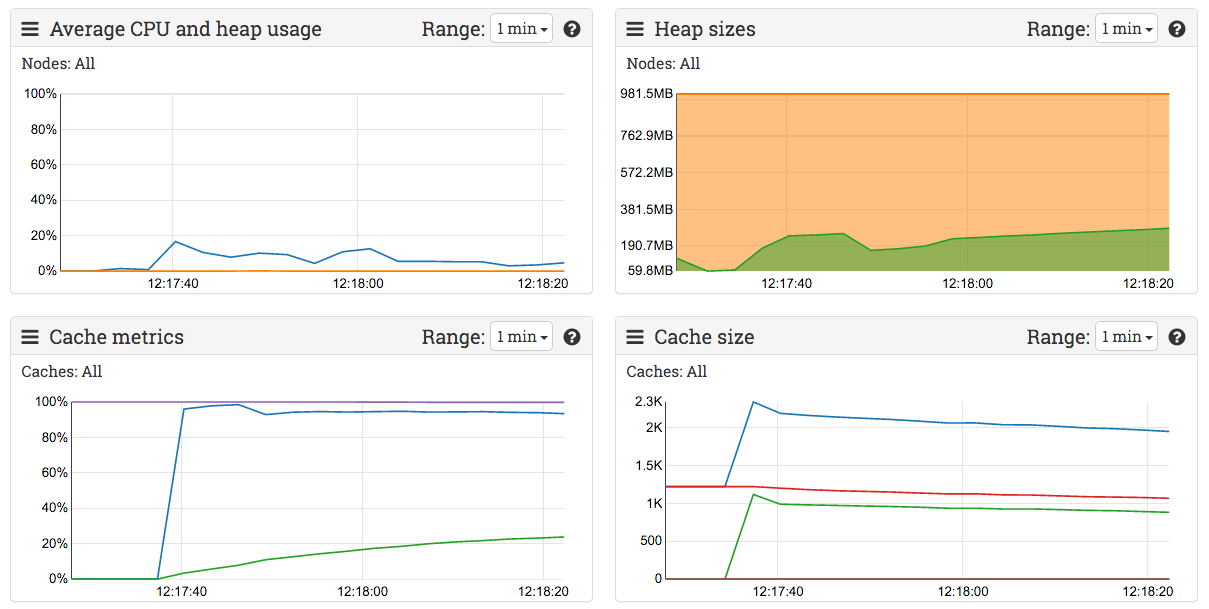 Average CPU and heap usage Range: 1 min ?
Nodes: All
100%
80%
60%
40%
20%
0%
12:17:40 12:18:00 12:18:20
Heap sizes Range: 1 min ?
Nodes: All
981.5MB
762.9MB
572.2MB
381.5MB
190.7MB
59.8MB
12:17:40 12:18:00 12:18:20
Cache metrics Range: 1 min ?
Caches: All
100%
80%
60%
40%
20%
0%
12:17:40 12:18:00 12:18:20
Cache size Range: 1 min ?
Caches: All
2.3K
2K
1.5K
1K
500
0
12:17:40 12:18:00 12:18:20